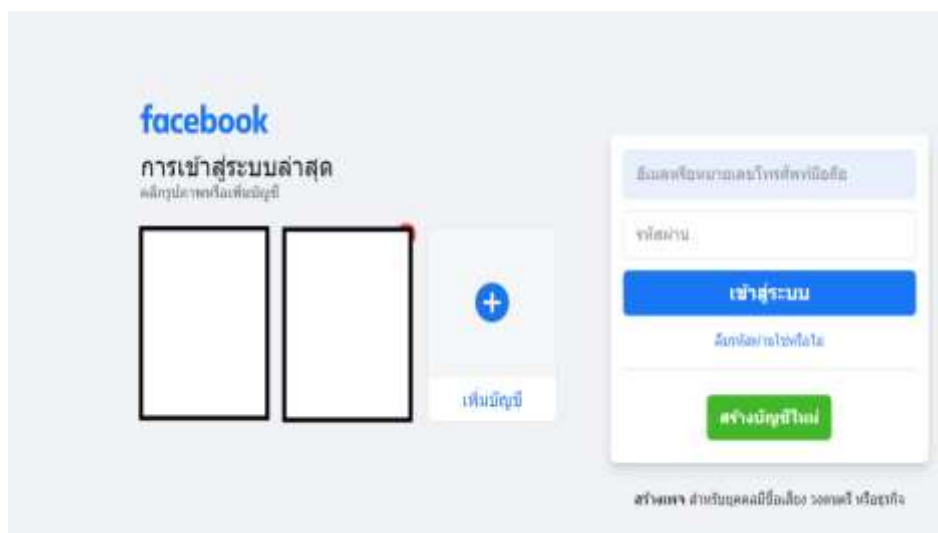 facebook
การเข้าสู่ระบบล่าสุด
คลิกรูปภาพหรือเพิ่มบัญชี
เพิ่มบัญชี
อีเมลหรือหมายเลขโทรศัพท์มือถือ
รหัสผ่าน
เข้าสู่ระบบ
ลืมรหัสผ่านใช่หรือไม่
สร้างบัญชีใหม่
สร้างเพจ สำหรับบุคคลมีชื่อเสียง วงดนตรี หรือธุรกิจ